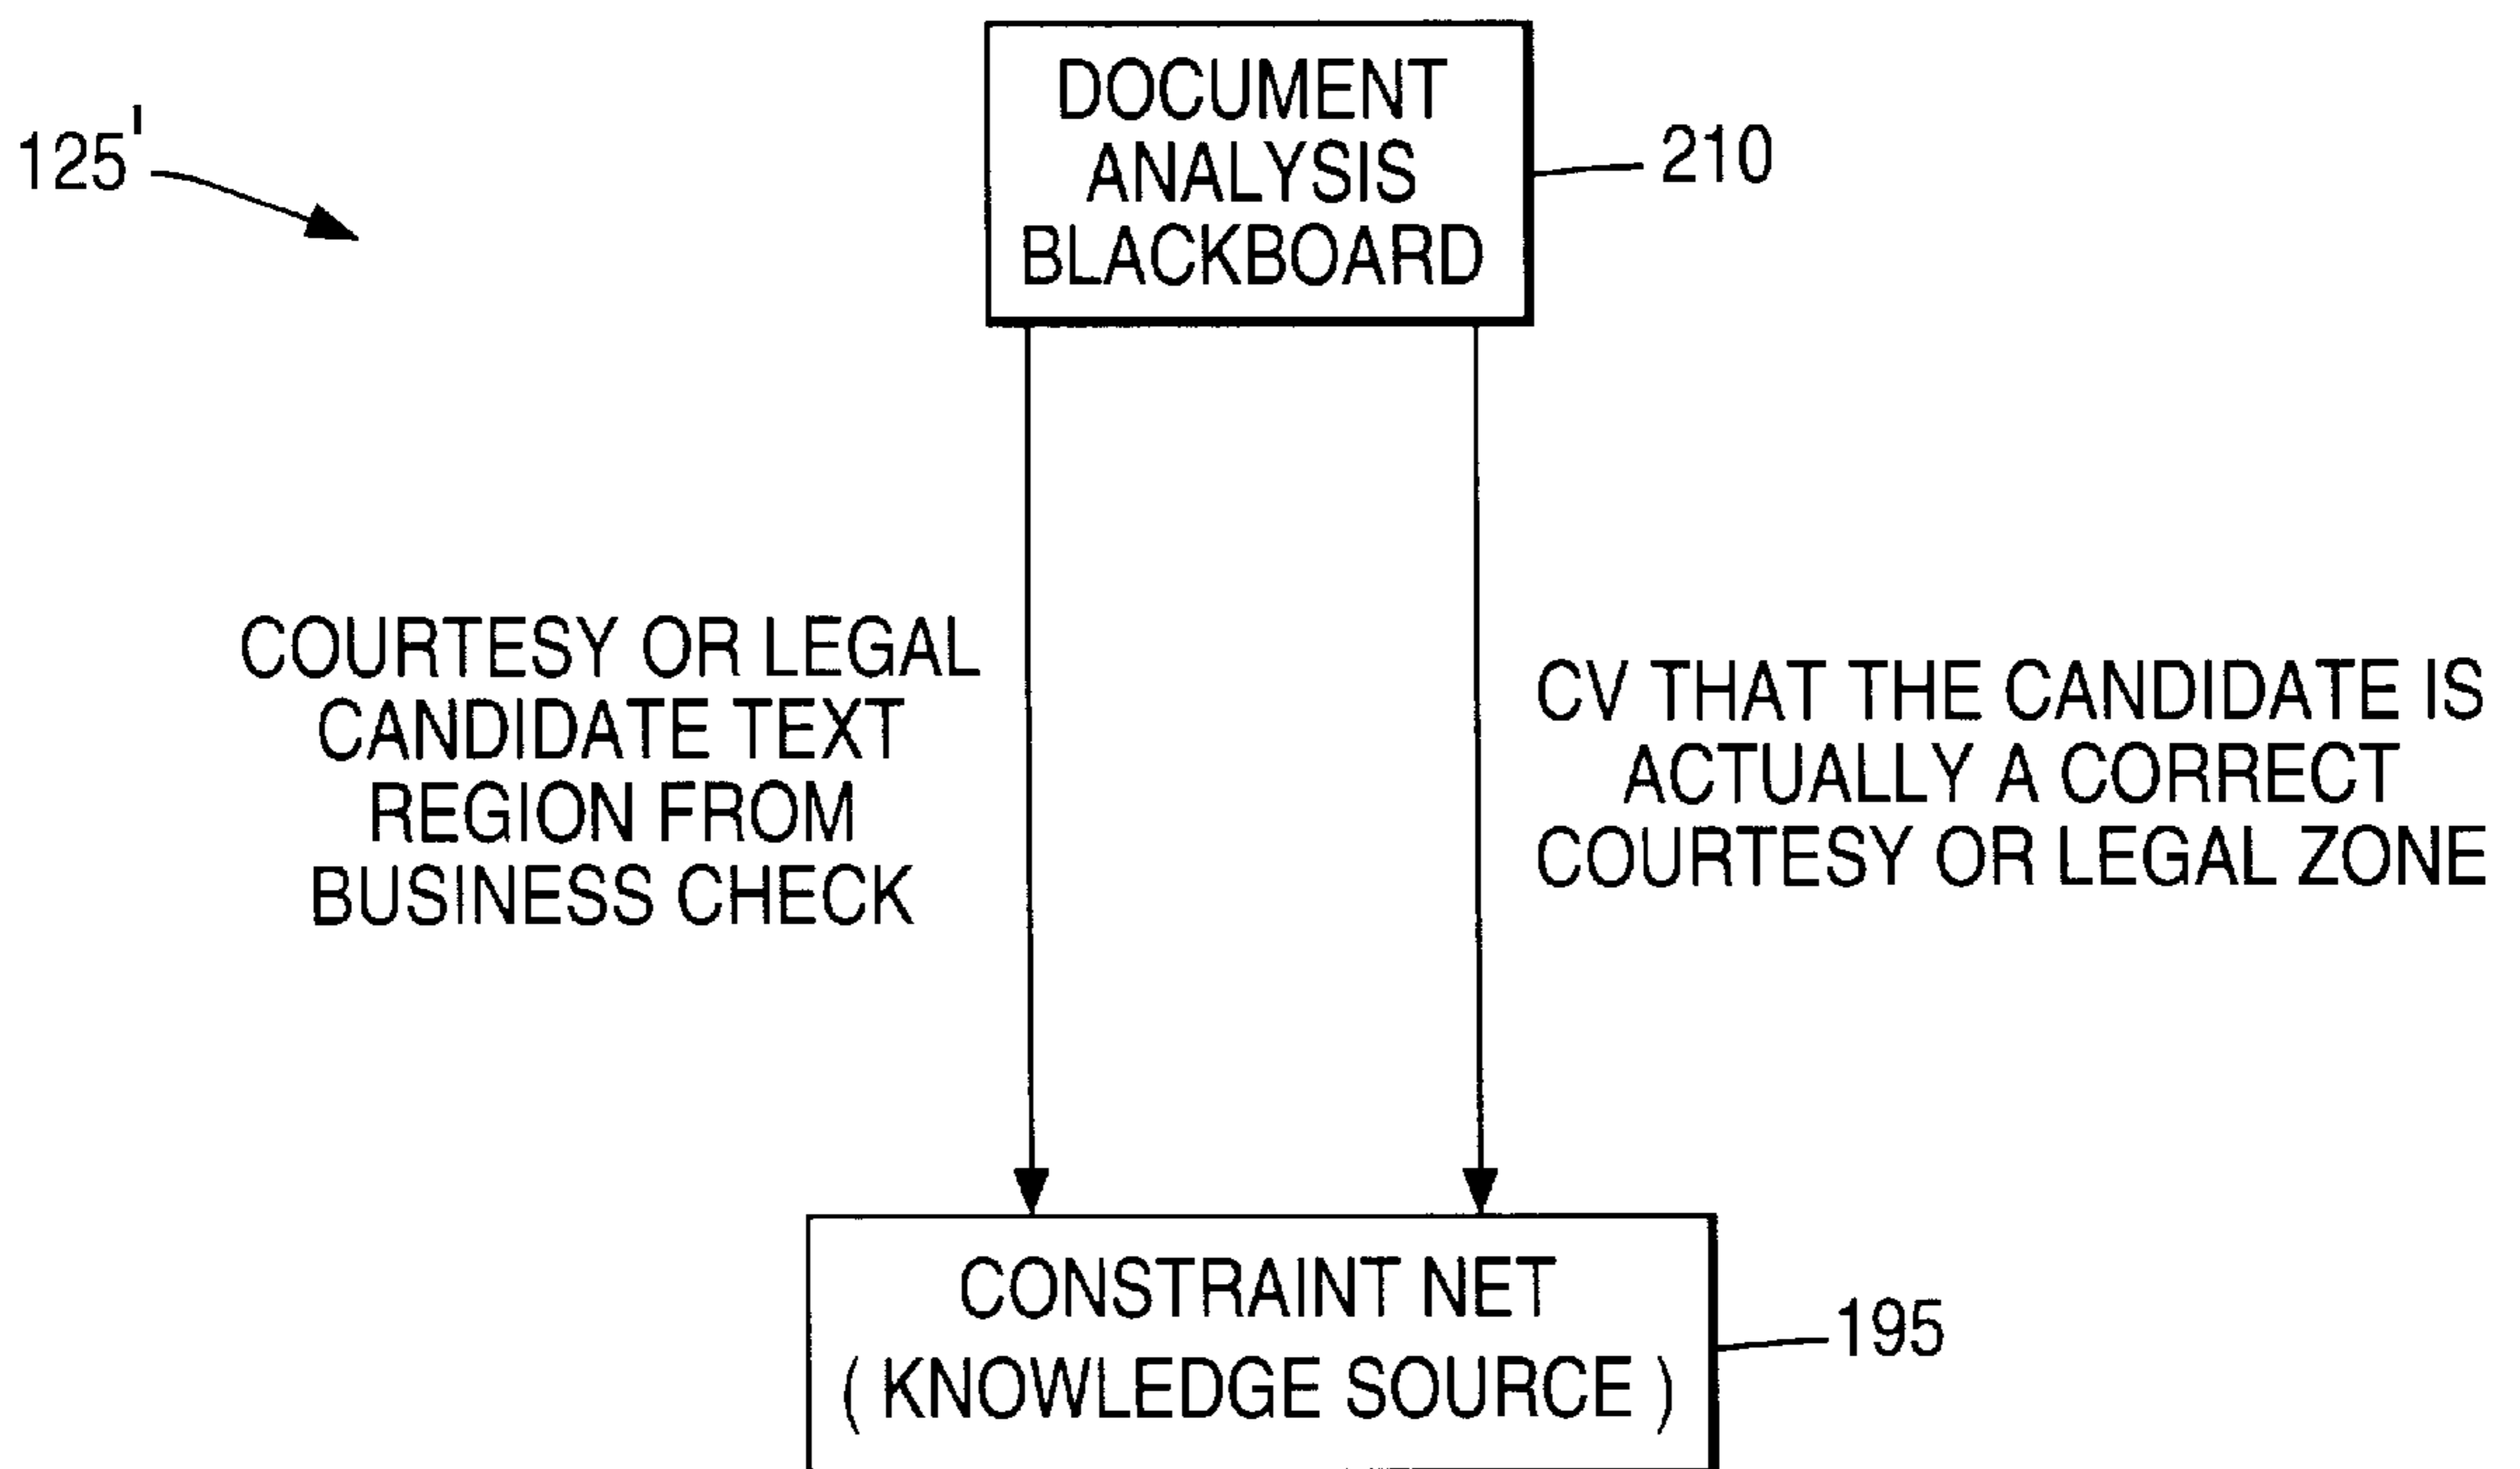 DOCUMENT
ANALYSIS
BLACKBOARD
125'
210
COURTESY OR LEGAL
CANDIDATE TEXT
REGION FROM
BUSINESS CHECK
CV THAT THE CANDIDATE IS
ACTUALLY A CORRECT
COURTESY OR LEGAL ZONE
CONSTRAINT NET
( KNOWLEDGE SOURCE )
195